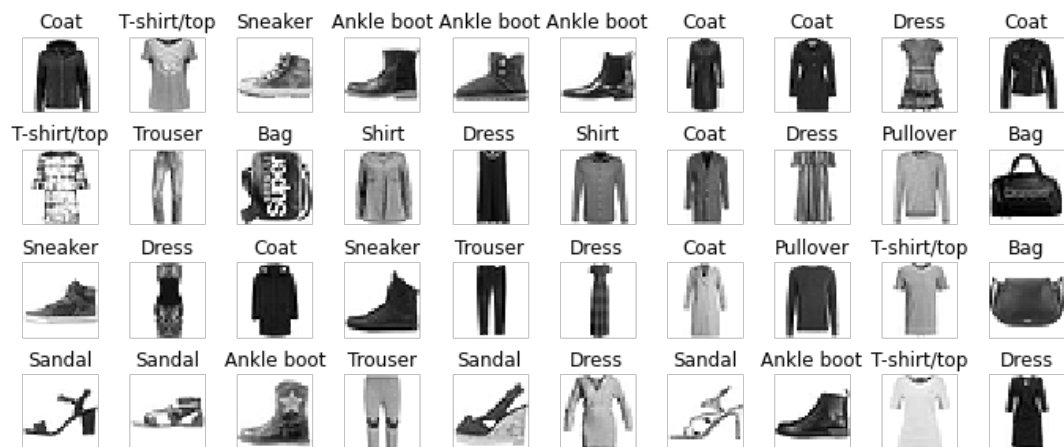 Coat T-shirt/top Sneaker Ankle boot Ankle boot Ankle boot Coat Coat Dress Coat
T-shirt/top Trouser Bag Shirt Dress Shirt Coat Dress Pullover Bag
Super
Sneaker Dress Coat Sneaker Trouser Dress Coat Pullover T-shirt/top Bag
Sandal Sandal Ankle boot Trouser Sandal Dress Sandal Ankle boot T-shirt/top Dress